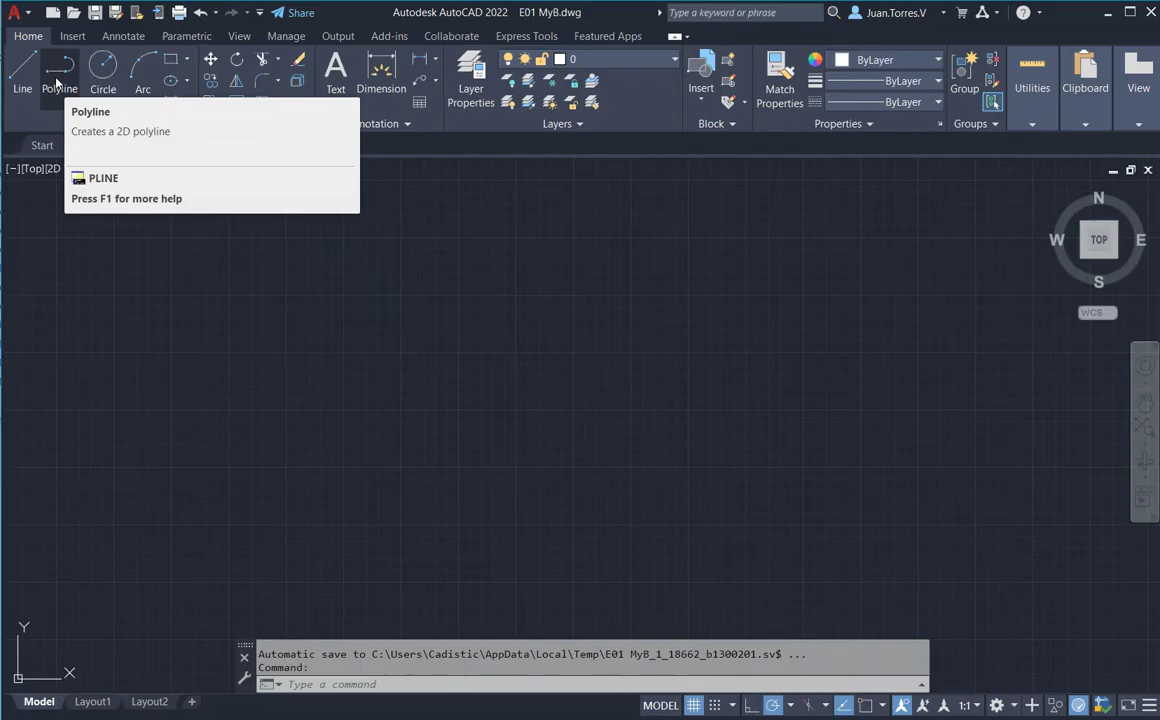 Share
Autodesk AutoCAD 2022 E01 MyB.dwg
Type a keyword or phrase
Juan.Torres.V
Home Insert Annotate Parametric View Manage Output Add-ins Collaborate Express Tools Featured Apps
0
ByLayer
ByLayer
ByLayer
Line Polyline Circle Arc
Text Dimension
Layer
Properties
Insert
Match
Properties
Group
Utilities Clipboard View
notation Layers Block Properties Groups
Polyline
Creates a 2D polyline
PLINE
Press F1 for more help
Start
[−][Top][2D
N
W TOP E
S
WCS
Y
X
Automatic save to C:\Users\Cadistic\AppData\Local\Temp\E01 MyB_1_18662_b1300201.sv$ ...
Command:
Type a command
Model Layout1 Layout2 +
MODEL 1:1